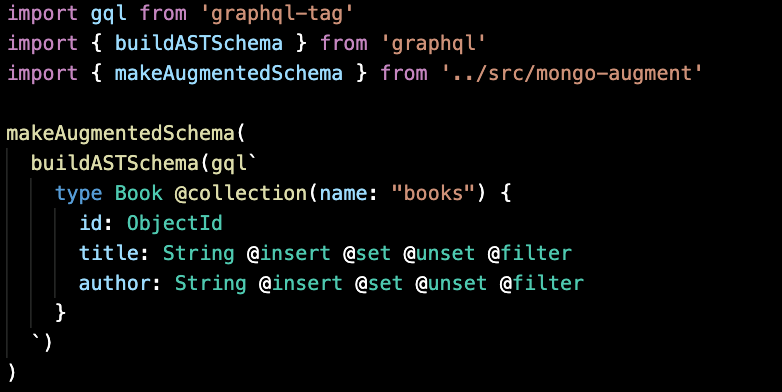 import gql from 'graphql-tag'
import { buildASTSchema } from 'graphql'
import { makeAugmentedSchema } from '../src/mongo-augment'

makeAugmentedSchema(
  buildASTSchema(gql`
    type Book @collection(name: "books") {
      id: ObjectId
      title: String @insert @set @unset @filter
      author: String @insert @set @unset @filter
    }
  `)
)